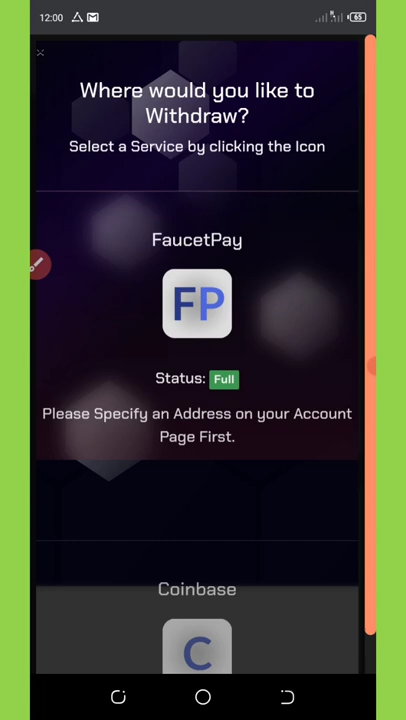 12:00
65
Where would you like to
Withdraw?
Select a Service by clicking the Icon
FaucetPay
FP
Status: Full
Please Specify an Address on your Account
Page First.
Coinbase
C